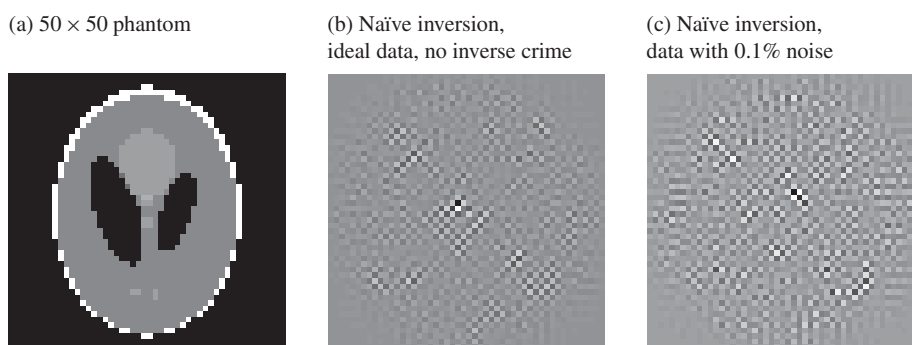 (a) 50 × 50 phantom
(b) Naïve inversion,
ideal data, no inverse crime
(c) Naïve inversion,
data with 0.1% noise